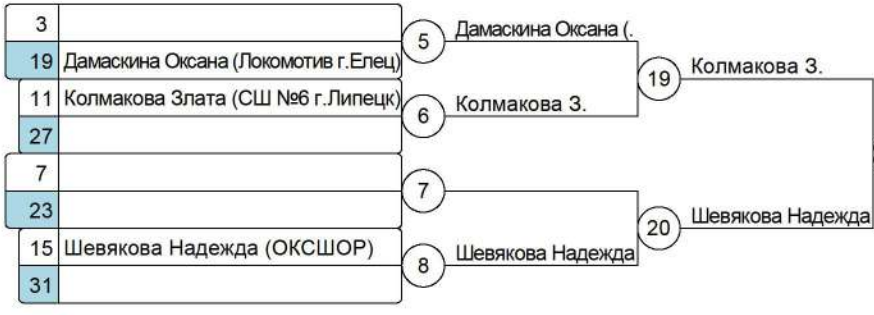 3
19 Дамаскина Оксана (Локомотив г.Елец)
11 Колмакова Злата (СШ №6 г.Липецк)
27
7
23
15 Шевякова Надежда (ОКСШОР)
31
5 Дамаскина Оксана (.
6 Колмакова З.
7
8 Шевякова Надежда
19 Колмакова З.
20 Шевякова Надежда